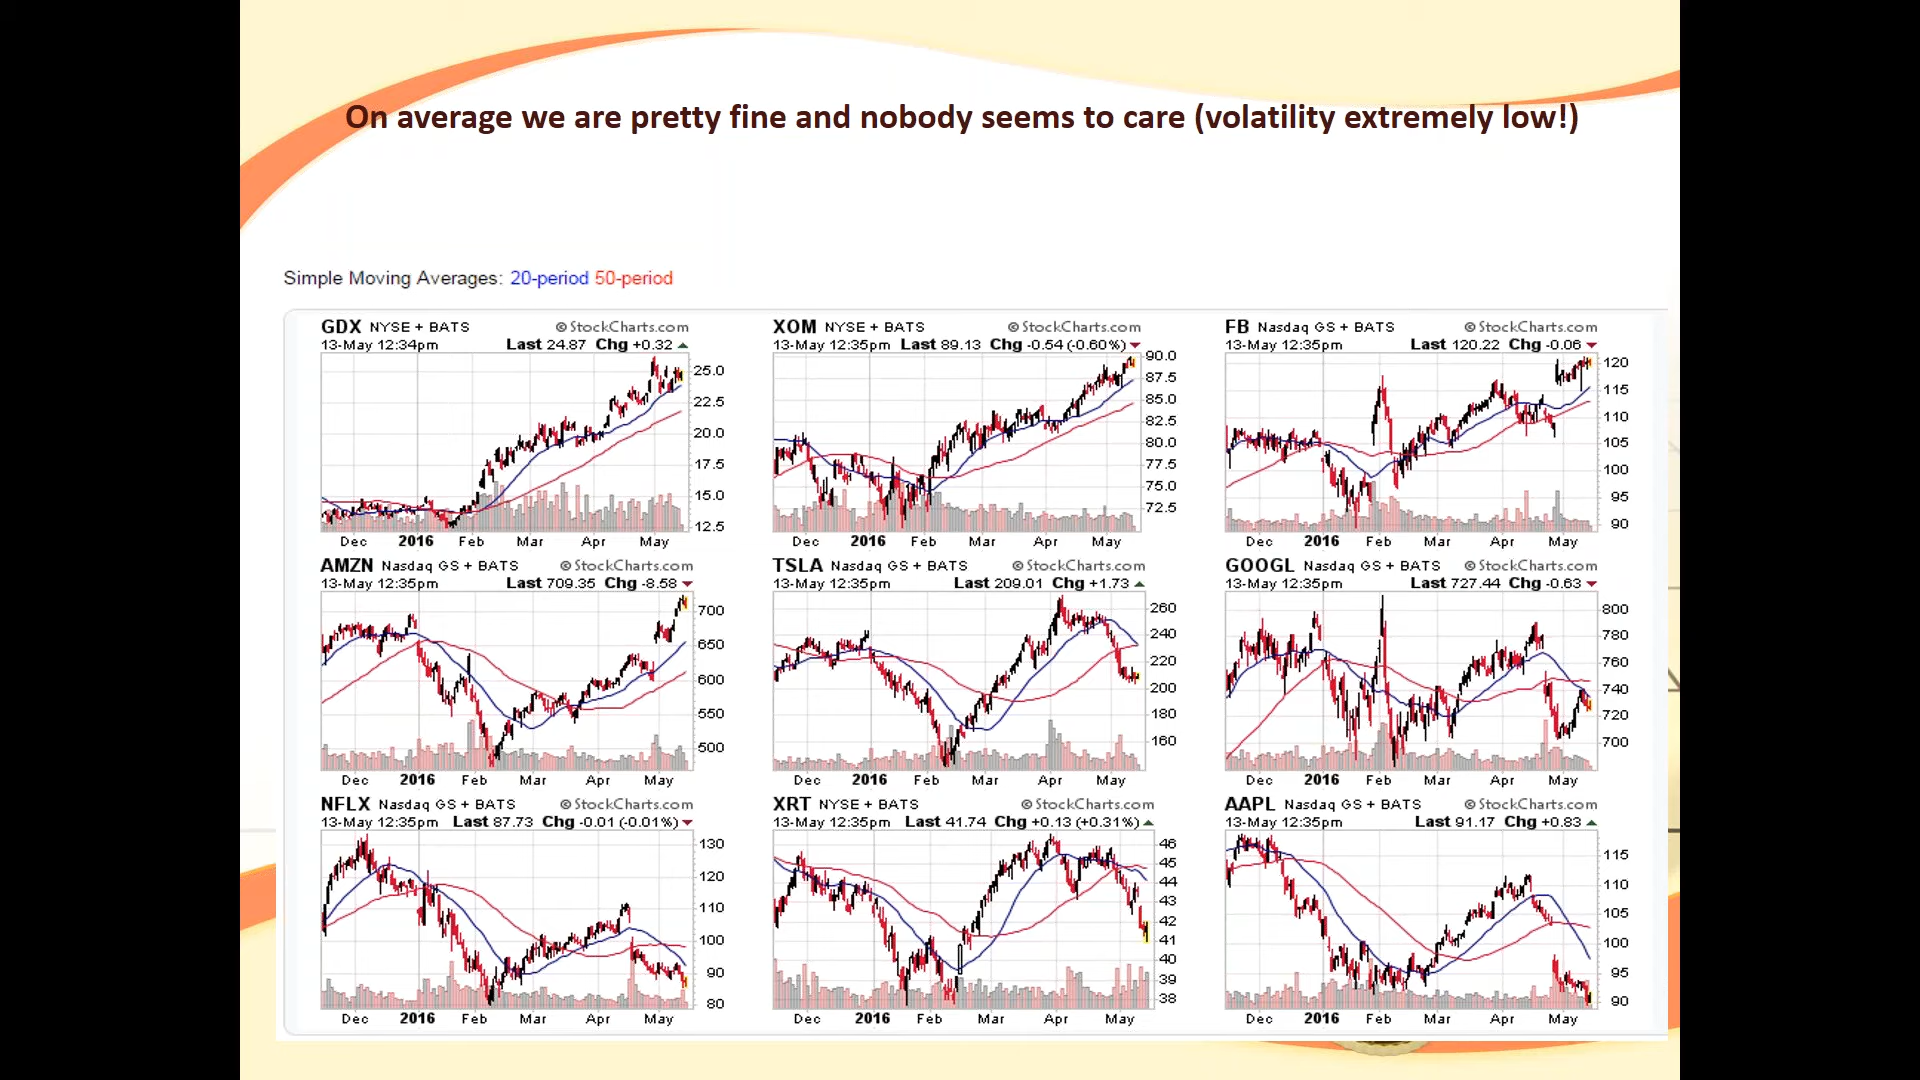 On average we are pretty fine and nobody seems to care (volatility extremely low!)
Simple Moving Averages: 20-period 50-period
GDX NYSE + BATS © StockCharts.com
13-May 12:34pm Last 24.87 Chg +0.32
25.0
22.5
20.0
17.5
15.0
12.5
Dec 2016 Feb Mar Apr May
XOM NYSE + BATS © StockCharts.com
13-May 12:35pm Last 89.13 Chg -0.54 (-0.60%)
90.0
87.5
85.0
82.5
80.0
77.5
75.0
72.5
Dec 2016 Feb Mar Apr May
FB Nasdaq GS + BATS © StockCharts.com
13-May 12:35pm Last 120.22 Chg -0.06
120
115
110
105
100
95
90
Dec 2016 Feb Mar Apr May
AMZN Nasdaq GS + BATS © StockCharts.com
13-May 12:35pm Last 709.35 Chg -8.58
700
650
600
550
500
Dec 2016 Feb Mar Apr May
TSLA Nasdaq GS + BATS © StockCharts.com
13-May 12:35pm Last 209.01 Chg +1.73
260
240
220
200
180
160
Dec 2016 Feb Mar Apr May
GOOGL Nasdaq GS + BATS © StockCharts.com
13-May 12:35pm Last 727.44 Chg -0.63
800
780
760
740
720
700
Dec 2016 Feb Mar Apr May
NFLX Nasdaq GS + BATS © StockCharts.com
13-May 12:35pm Last 87.73 Chg -0.01 (-0.01%)
130
120
110
100
90
80
Dec 2016 Feb Mar Apr May
XRT NYSE + BATS © StockCharts.com
13-May 12:35pm Last 41.74 Chg +0.13 (+0.31%)
46
45
44
43
42
41
40
39
38
Dec 2016 Feb Mar Apr May
AAPL Nasdaq GS + BATS © StockCharts.com
13-May 12:35pm Last 91.17 Chg +0.83
115
110
105
100
95
90
Dec 2016 Feb Mar Apr May